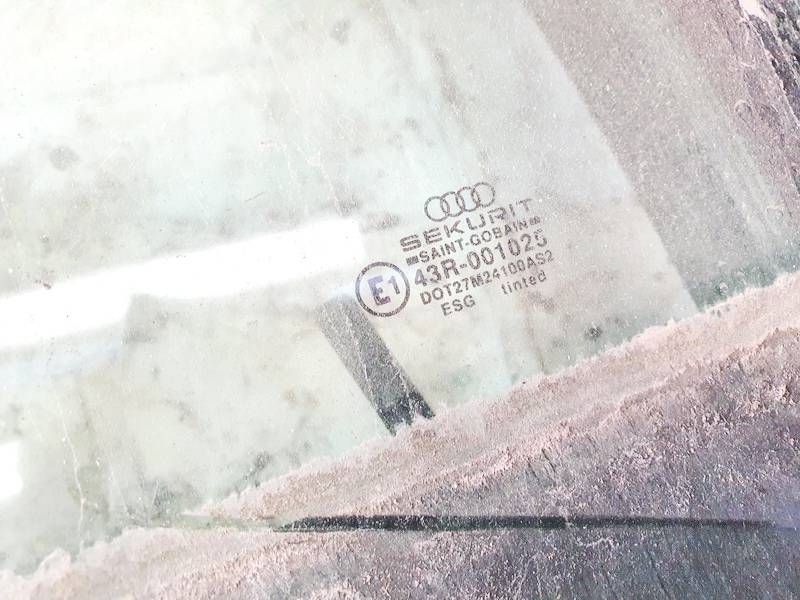 SEKURIT
SAINT-GOBAIN
E1 43R-001025
DOT27M24100AS2
ESG tinted